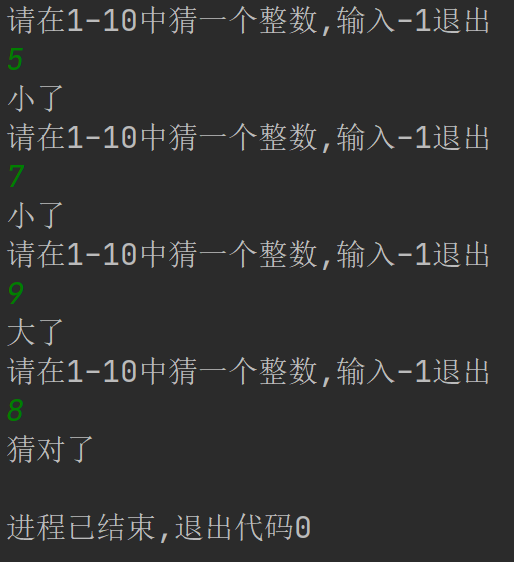 请在1-10中猜一个整数,输入-1退出
5
小了
请在1-10中猜一个整数,输入-1退出
7
小了
请在1-10中猜一个整数,输入-1退出
9
大了
请在1-10中猜一个整数,输入-1退出
8
猜对了
进程已结束,退出代码0